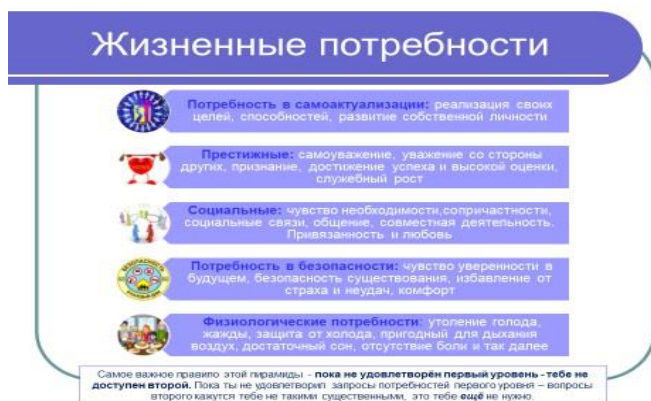 Жизненные потребности
Потребность в самоактуализации: реализация своих
целей, способностей, развитие собственной личности
Престижные: самоуважение, уважение со стороны
других, признание, достижение успеха и высокой оценки,
служебный рост
Социальные: чувство необходимости,сопричастности,
социальные связи, общение, совместная деятельность.
Привязанность и любовь
Потребность в безопасности: чувство уверенности в
будущем, безопасность существования, избавление от
страха и неудач, комфорт
БЕЗОПАСНОСТЬ
Физиологические потребности: утоление голода,
жажды, защита от холода, пригодный для дыхания
воздух, достаточный сон, отсутствие боли и так далее
Самое важное правило этой пирамиды - пока не удовлетворён первый уровень - тебе не
доступен второй. Пока ты не удовлетворил запросы потребностей первого уровня – вопросы
второго кажутся тебе не такими существенными, это тебе ещё не нужно.